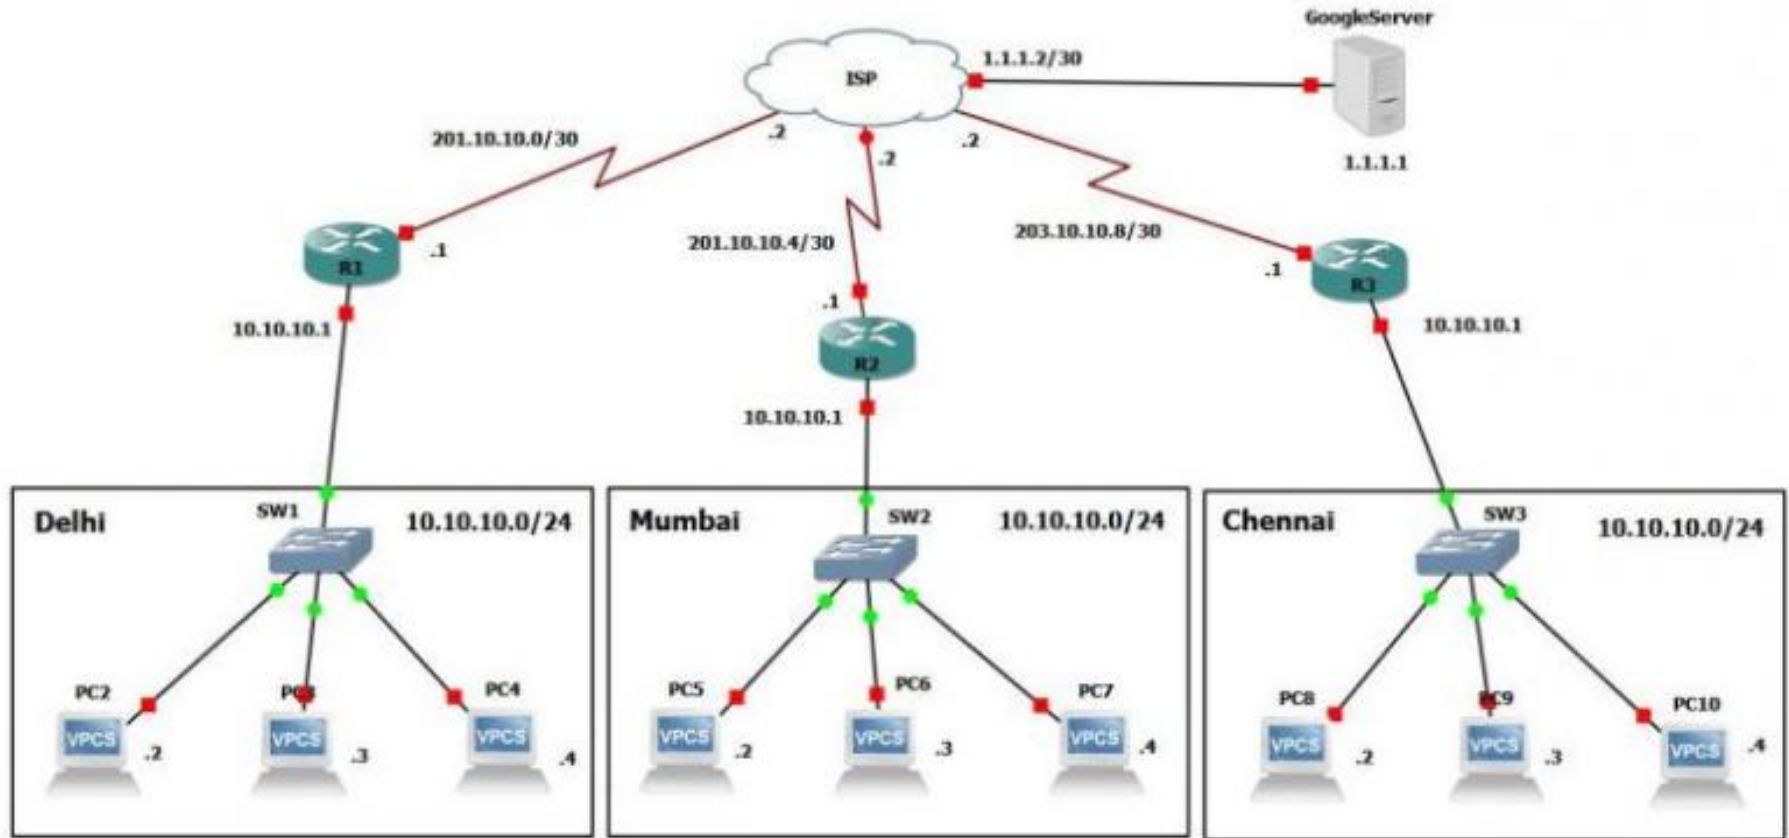 GoogleServer
ISP
1.1.1.2/30
201.10.10.0/30
.2
.2
.2
1.1.1.1
R1
.1
201.10.10.4/30
203.10.10.8/30
.1
R3
10.10.10.1
.1
R2
10.10.10.1
10.10.10.1
Delhi
SW1
10.10.10.0/24
Mumbai
SW2
10.10.10.0/24
Chennai
SW3
10.10.10.0/24
PC2
PC3
PC4
PC5
PC6
PC7
PC8
PC9
PC10
VPCS
.2
VPCS
.3
VPCS
.4
VPCS
.2
VPCS
.3
VPCS
.4
VPCS
.2
VPCS
.3
VPCS
.4